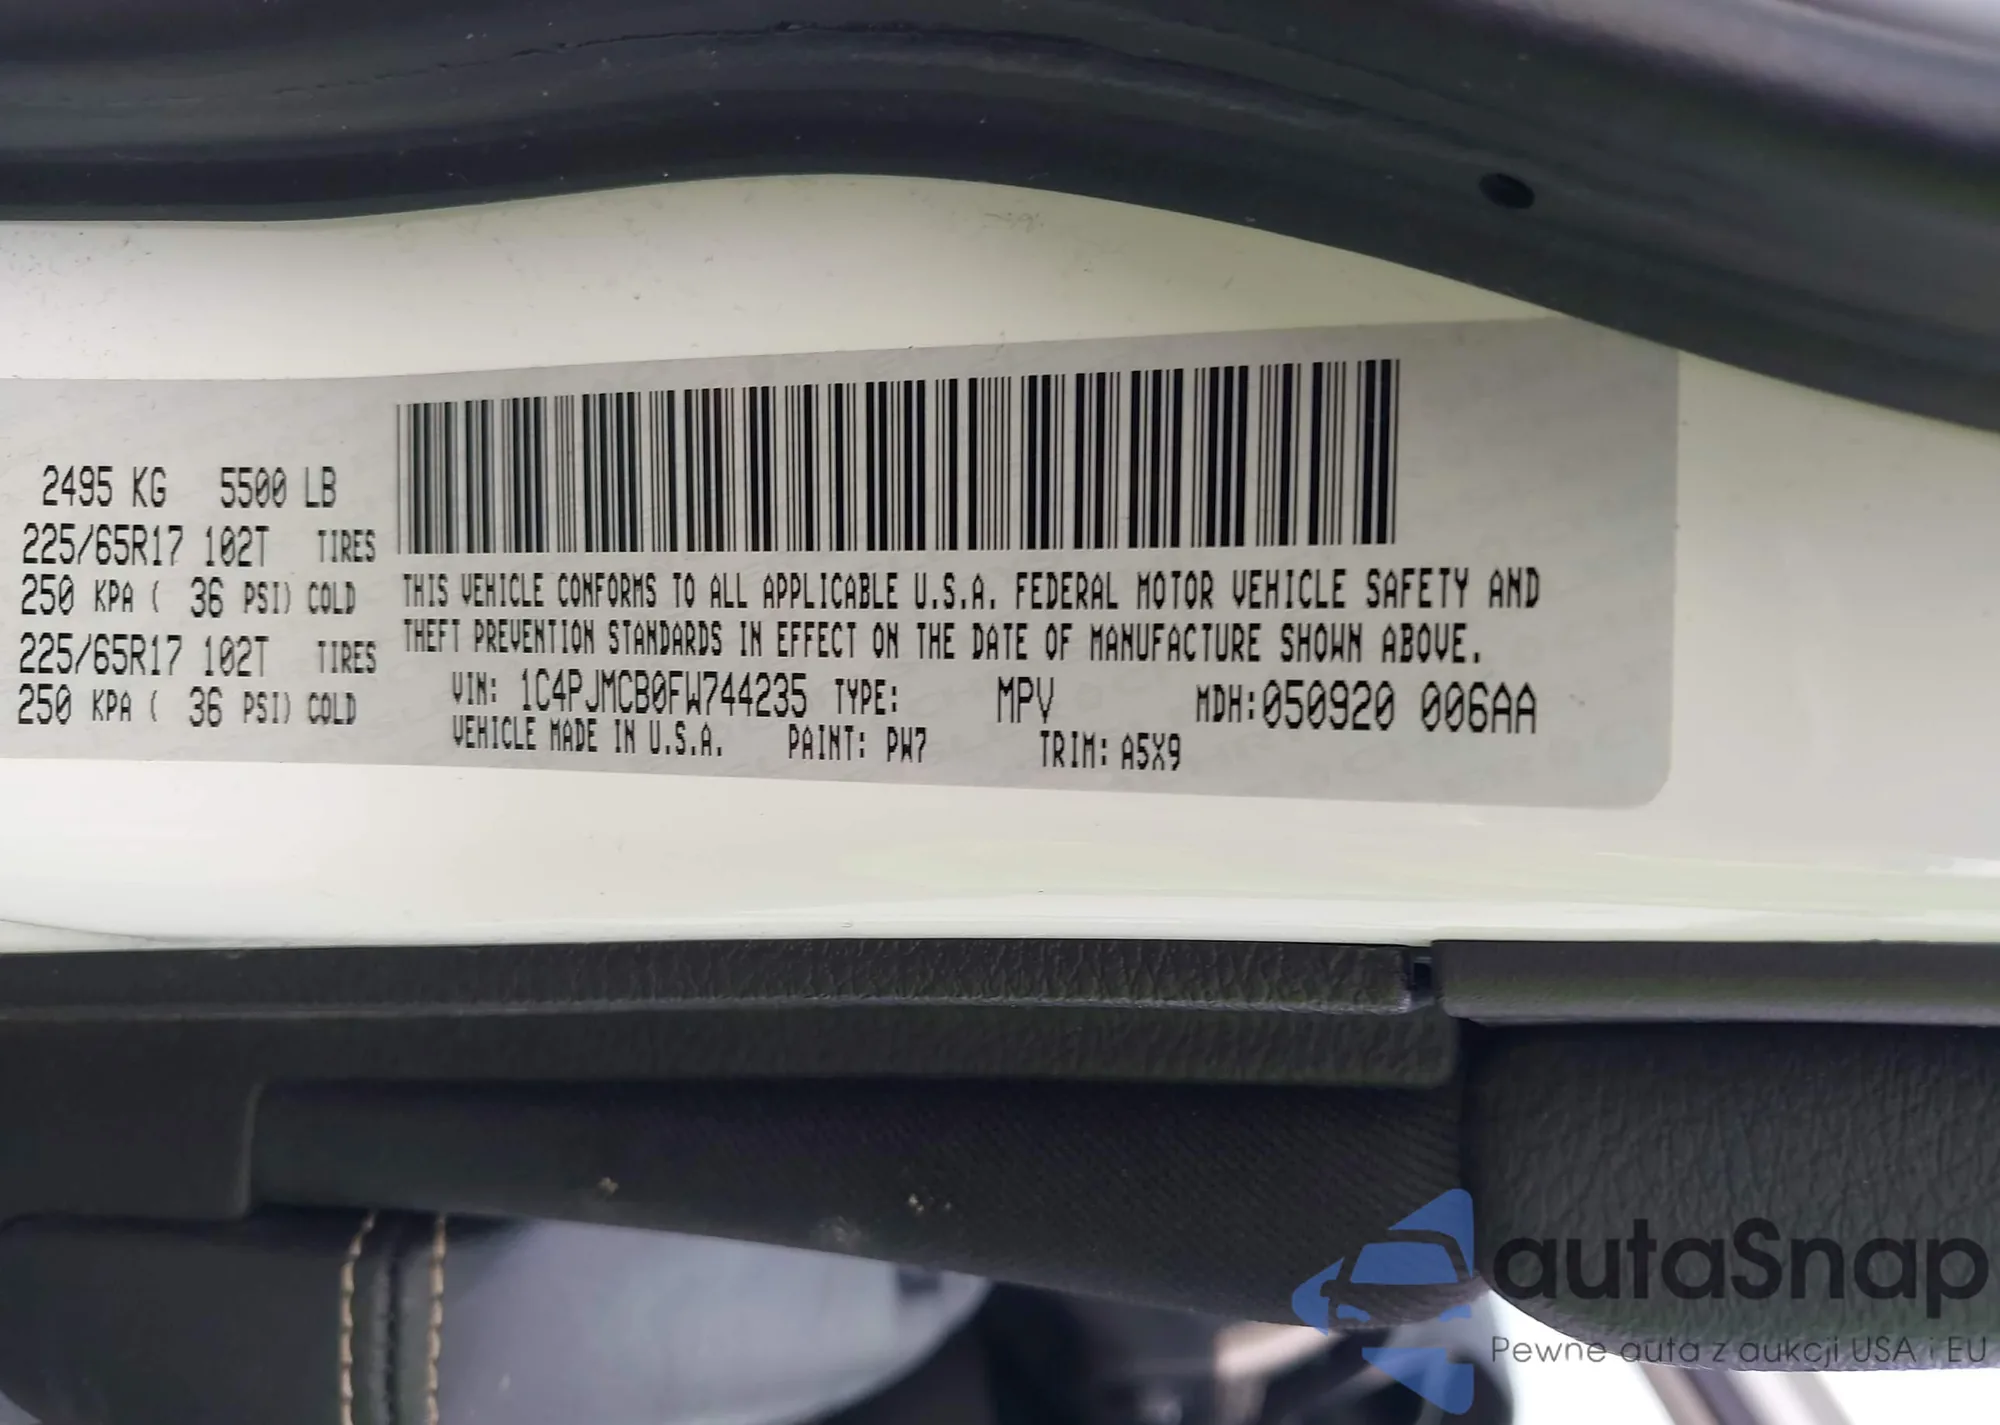 2495 KG 5500 LB
225/65R17 102T TIRES
250 KPA ( 36 PSI) COLD
225/65R17 102T TIRES
250 KPA ( 36 PSI) COLD
THIS VEHICLE CONFORMS TO ALL APPLICABLE U.S.A. FEDERAL MOTOR VEHICLE SAFETY AND
THEFT PREVENTION STANDARDS IN EFFECT ON THE DATE OF MANUFACTURE SHOWN ABOVE.
VIN: 1C4PJMCB0FW744235 TYPE: MPV MDH:050920 006AA
VEHICLE MADE IN U.S.A. PAINT: PW7 TRIM: A5X9
autaSnap
Pewne auta z aukcji USA i EU